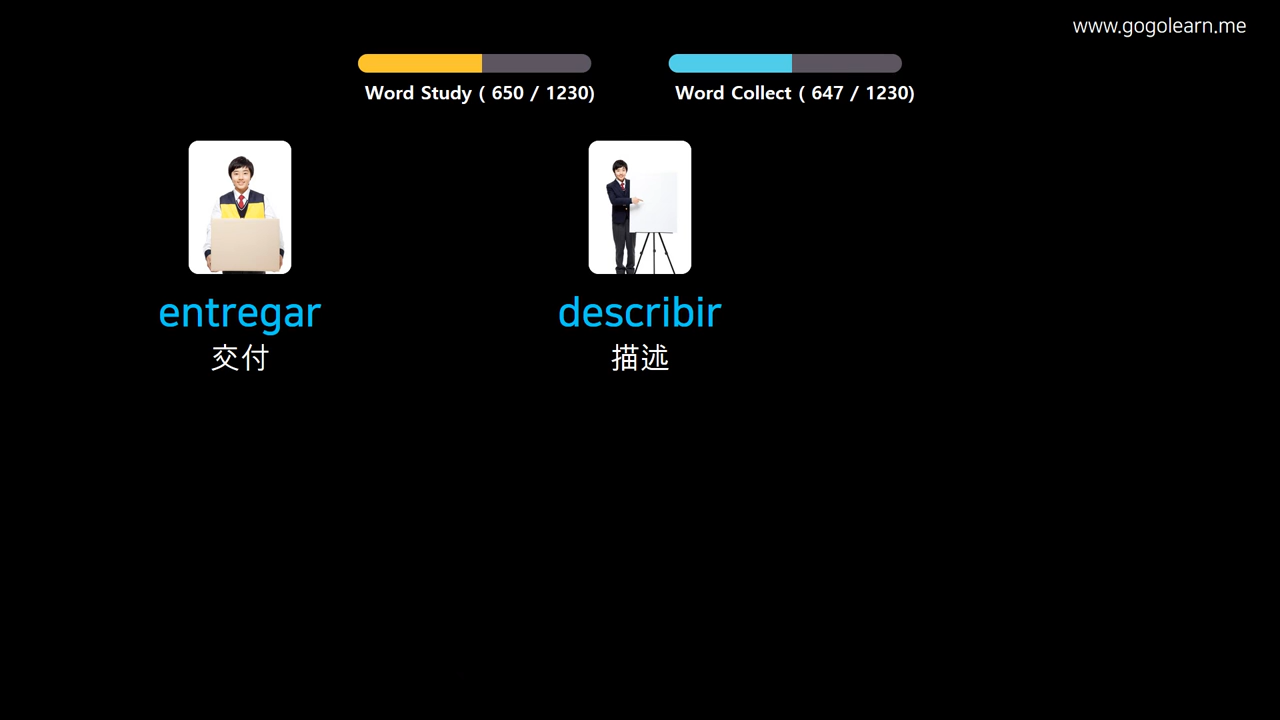 www.gogolearn.me
Word Study ( 650 / 1230)
Word Collect ( 647 / 1230)
entregar
交付
describir
描述